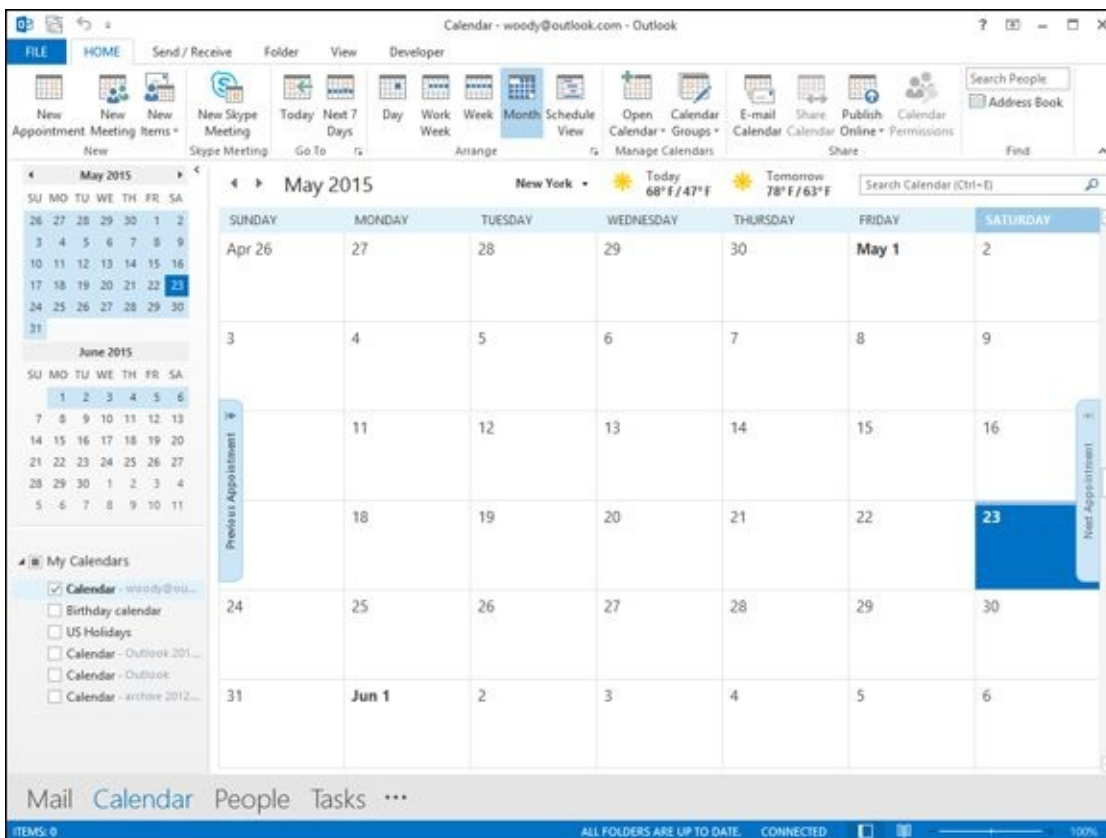 Calendar - woody@outlook.com - Outlook
FILE HOME Send / Receive Folder View Developer
New Appointment
New Meeting
New Items
New
New Skype Meeting
Skype Meeting
Today
Next 7 Days
Go To
Day
Work Week
Week
Month
Schedule View
Arrange
Open Calendar
Calendar Groups
Manage Calendars
E-mail Calendar
Share Calendar
Publish Online
Calendar Permissions
Share
Search People
Address Book
Find
May 2015
SU MO TU WE TH FR SA
26 27 28 29 30 1 2
3 4 5 6 7 8 9
10 11 12 13 14 15 16
17 18 19 20 21 22 23
24 25 26 27 28 29 30
31
June 2015
SU MO TU WE TH FR SA
1 2 3 4 5 6
7 8 9 10 11 12 13
14 15 16 17 18 19 20
21 22 23 24 25 26 27
28 29 30 1 2 3 4
5 6 7 8 9 10 11
My Calendars
Calendar - woody@ou...
Birthday calendar
US Holidays
Calendar - Outlook 201...
Calendar - Outlook
Calendar - archive 2012...
May 2015
New York
Today
68°F/47°F
Tomorrow
78°F/63°F
Search Calendar (Ctrl+E)
SUNDAY MONDAY TUESDAY WEDNESDAY THURSDAY FRIDAY SATURDAY
Apr 26 27 28 29 30 May 1 2
3 4 5 6 7 8 9
11 12 13 14 15 16
18 19 20 21 22 23
24 25 26 27 28 29 30
31 Jun 1 2 3 4 5 6
Previous Appointment
Next Appointment
Mail Calendar People Tasks ...
ITEMS: 0
ALL FOLDERS ARE UP TO DATE. CONNECTED
100%